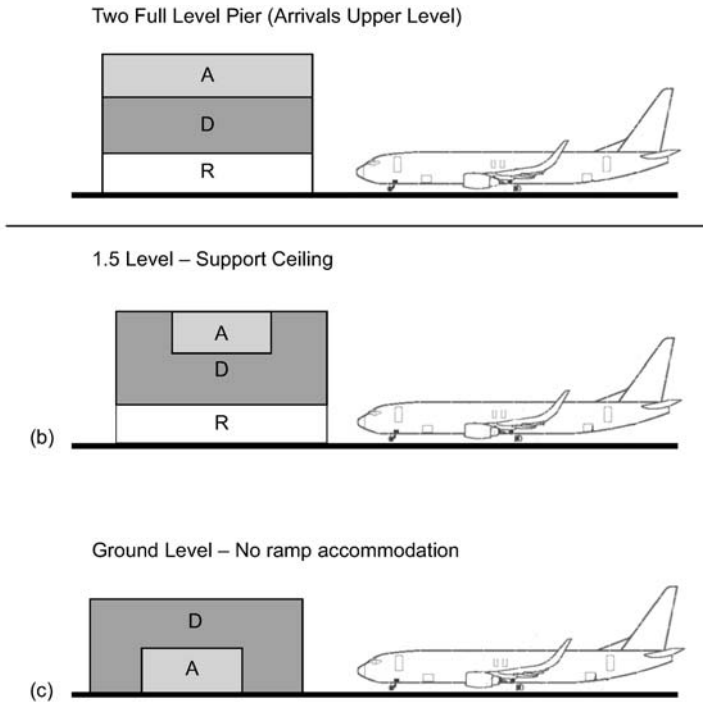 Two Full Level Pier (Arrivals Upper Level)
A
D
R
1.5 Level – Support Ceiling
A
D
R
(b)
Ground Level – No ramp accommodation
D
A
(c)